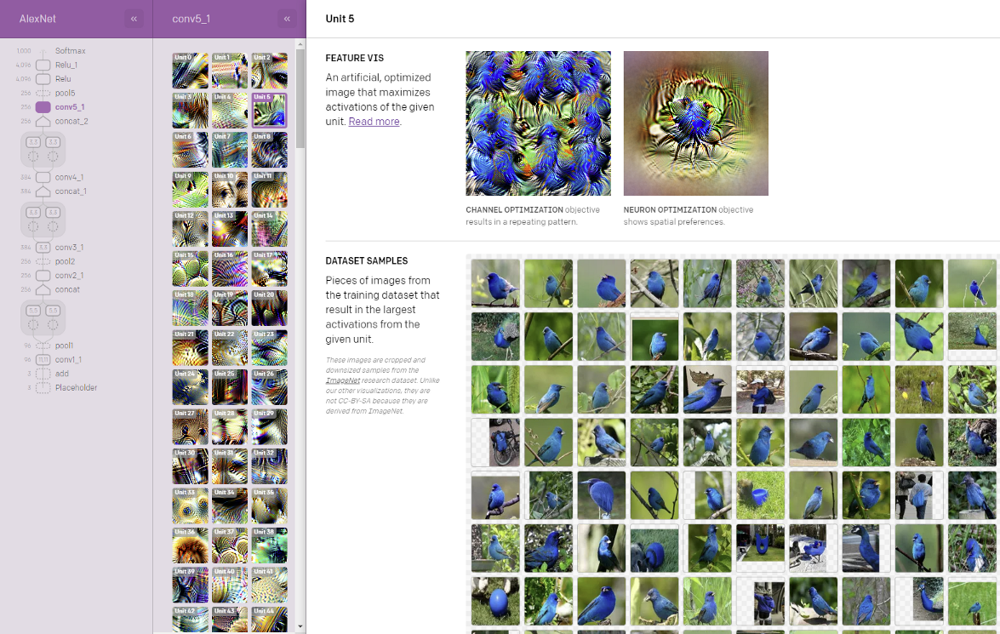 AlexNet
«
conv5_1
«
Unit 5
1,000 Softmax
4,096 Relu_1
4,096 Relu
256 pool5
256 conv5_1
256 concat_2
3,3 3,3
384 conv4_1
384 concat_1
3,3 3,3
384 3,3 conv3_1
256 pool2
256 conv2_1
256 concat
5,5 5,5
96 pool1
96 11,11 conv1_1
3 add
3 Placeholder
Unit 0 Unit 1 Unit 2
Unit 3 Unit 4 Unit 5
Unit 6 Unit 7 Unit 8
Unit 9 Unit 10 Unit 11
Unit 12 Unit 13 Unit 14
Unit 15 Unit 16 Unit 17
Unit 18 Unit 19 Unit 20
Unit 21 Unit 22 Unit 23
Unit 24 Unit 25 Unit 26
Unit 27 Unit 28 Unit 29
Unit 30 Unit 31 Unit 32
Unit 33 Unit 34 Unit 35
Unit 36 Unit 37 Unit 38
Unit 39 Unit 40 Unit 41
Unit 42 Unit 43 Unit 44
FEATURE VIS
An artificial, optimized
image that maximizes
activations of the given
unit. Read more.
CHANNEL OPTIMIZATION objective
results in a repeating pattern.
NEURON OPTIMIZATION objective
shows spatial preferences.
DATASET SAMPLES
Pieces of images from
the training dataset that
result in the largest
activations from the
given unit.
These images are cropped and
downsized samples from the
ImageNet research dataset. Unlike
our other visualizations, they are
not CC-BY-SA because they are
derived from ImageNet.